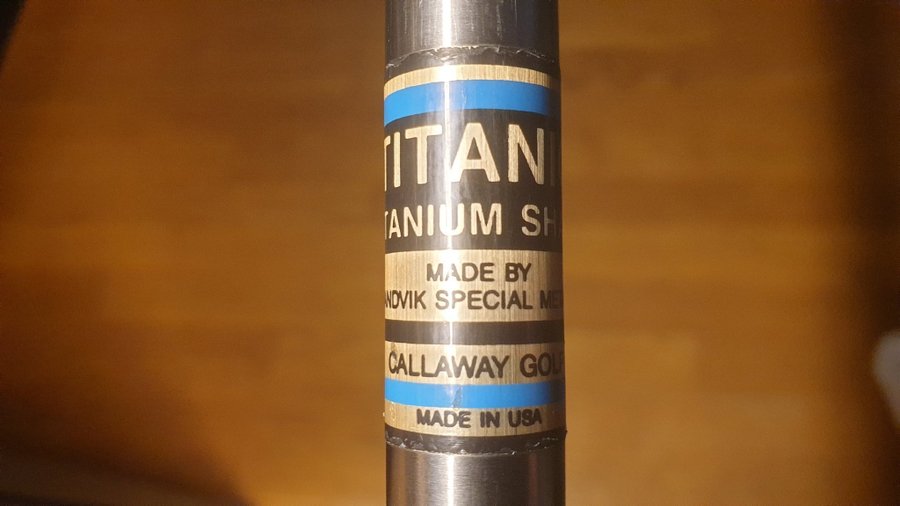 TITANI
TANIUM SH
MADE BY
NDVIK SPECIAL ME
CALLAWAY GOL
MADE IN USA